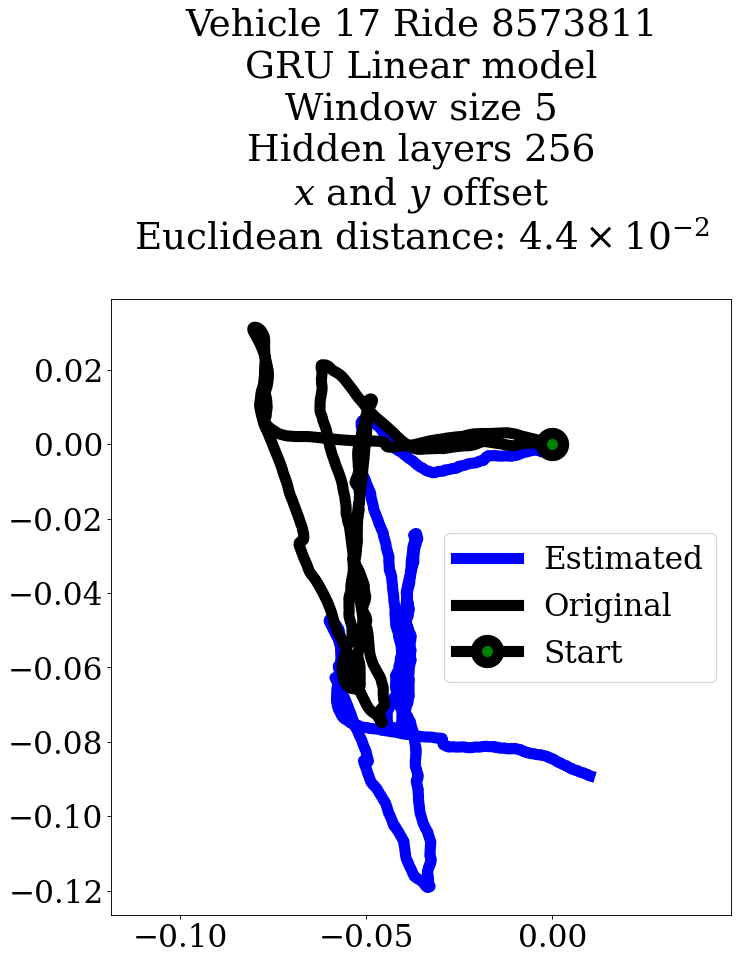 Vehicle 17 Ride 8573811
GRU Linear model
Window size 5
Hidden layers 256
x and y offset
Euclidean distance: 4.4 × 10⁻²
0.02
0.00
−0.02
−0.04
−0.06
−0.08
−0.10
−0.12
Estimated
Original
Start
−0.10
−0.05
0.00